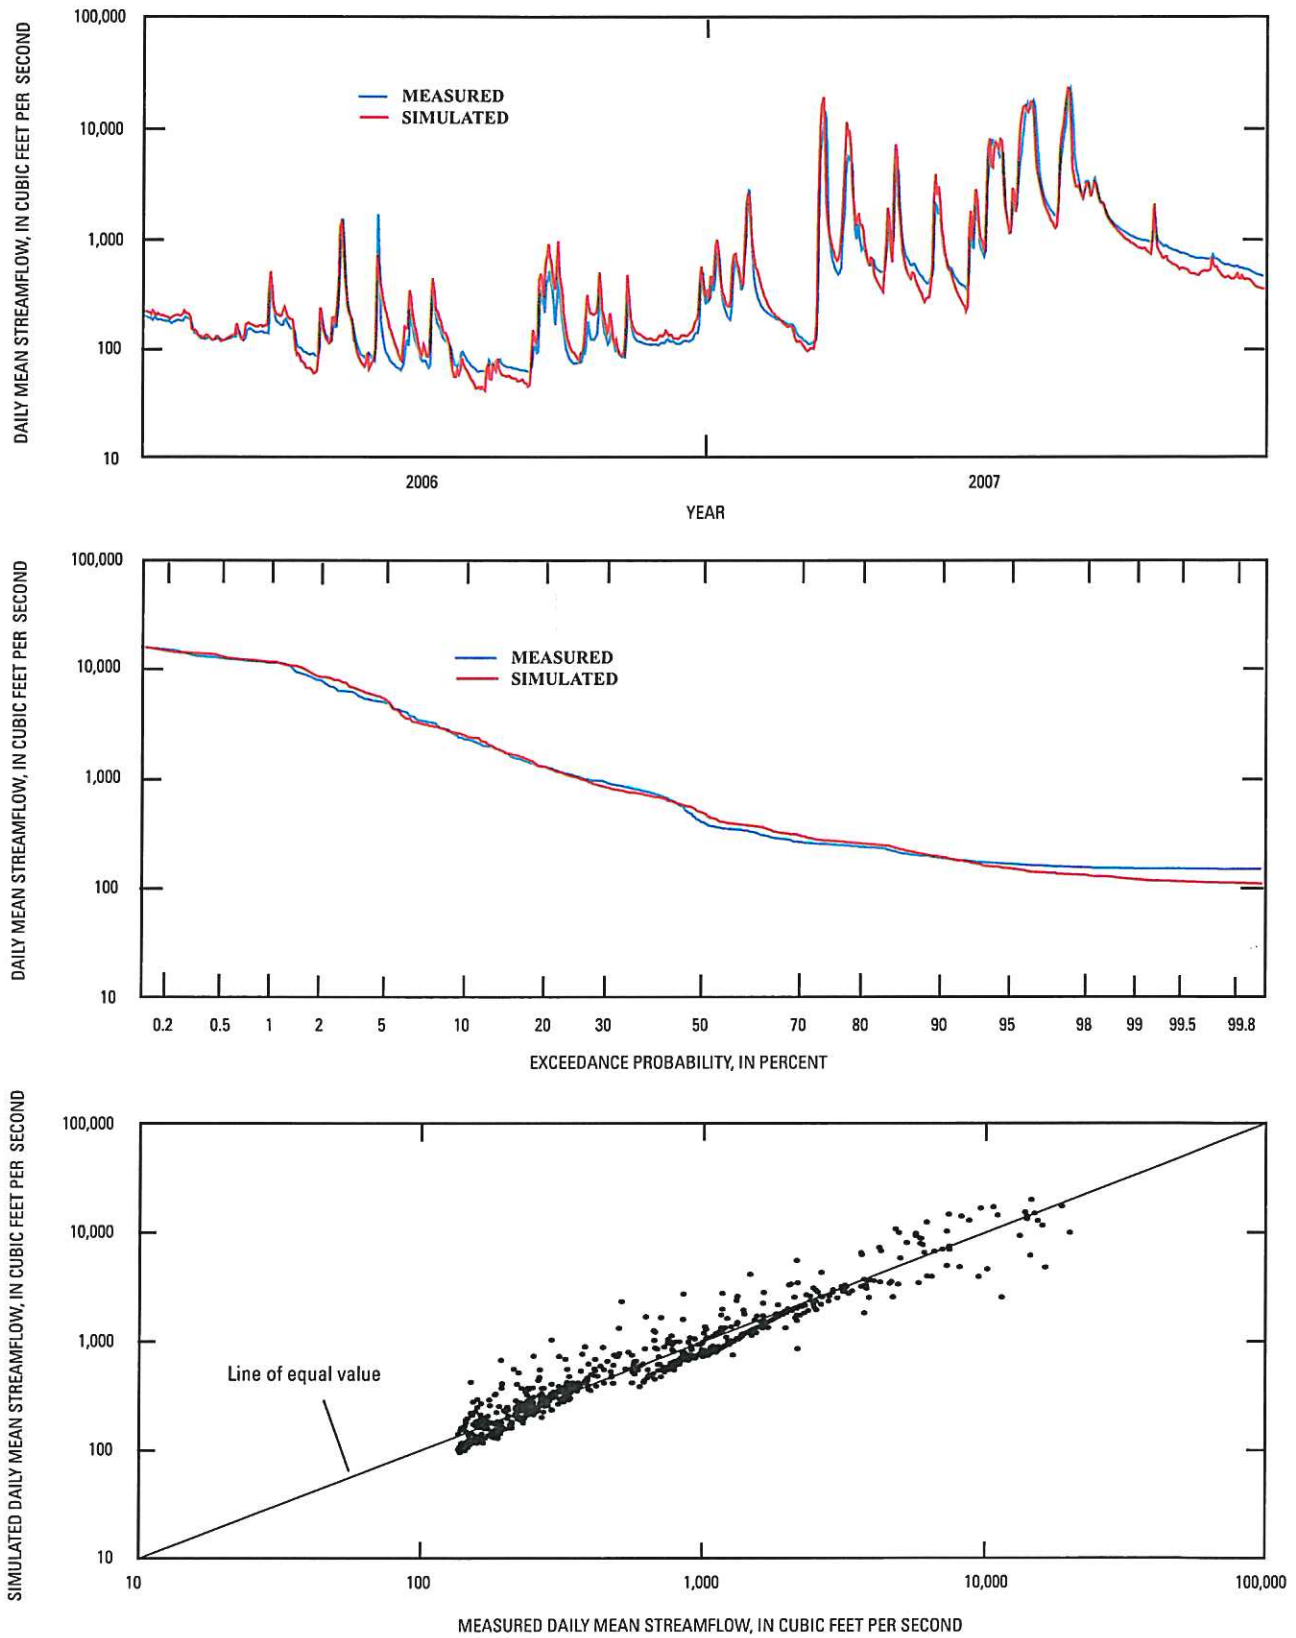 DAILY MEAN STREAMFLOW, IN CUBIC FEET PER SECOND
100,000
10,000
1,000
100
10
MEASURED
SIMULATED
2006
2007
YEAR
DAILY MEAN STREAMFLOW, IN CUBIC FEET PER SECOND
100,000
10,000
1,000
100
10
MEASURED
SIMULATED
0.2 0.5 1 2 5 10 20 30 50 70 80 90 95 98 99 99.5 99.8
EXCEEDANCE PROBABILITY, IN PERCENT
SIMULATED DAILY MEAN STREAMFLOW, IN CUBIC FEET PER SECOND
100,000
10,000
1,000
100
10
Line of equal value
10 100 1,000 10,000 100,000
MEASURED DAILY MEAN STREAMFLOW, IN CUBIC FEET PER SECOND